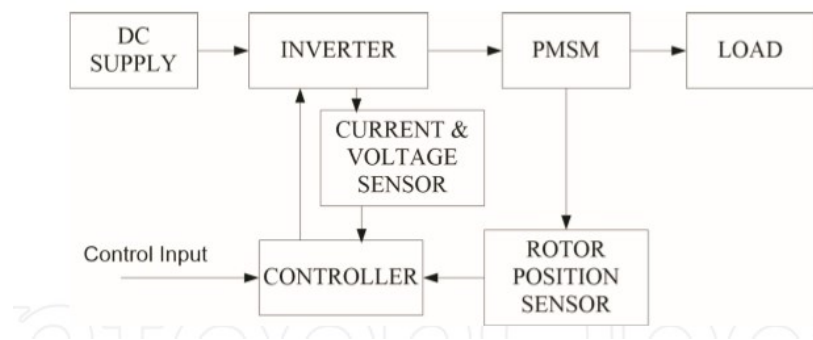 DC
SUPPLY
INVERTER
PMSM
LOAD
CURRENT &
VOLTAGE
SENSOR
Control Input
CONTROLLER
ROTOR
POSITION
SENSOR